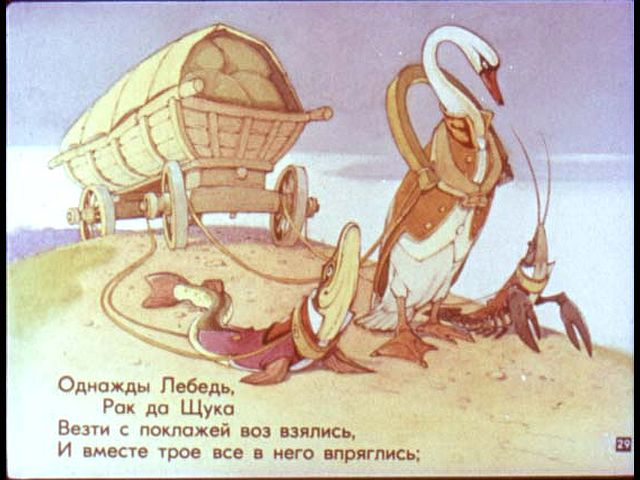 Однажды Лебедь,
Рак да Щука
Везти с поклажей воз взялись,
И вместе трое все в него впряглись;
29